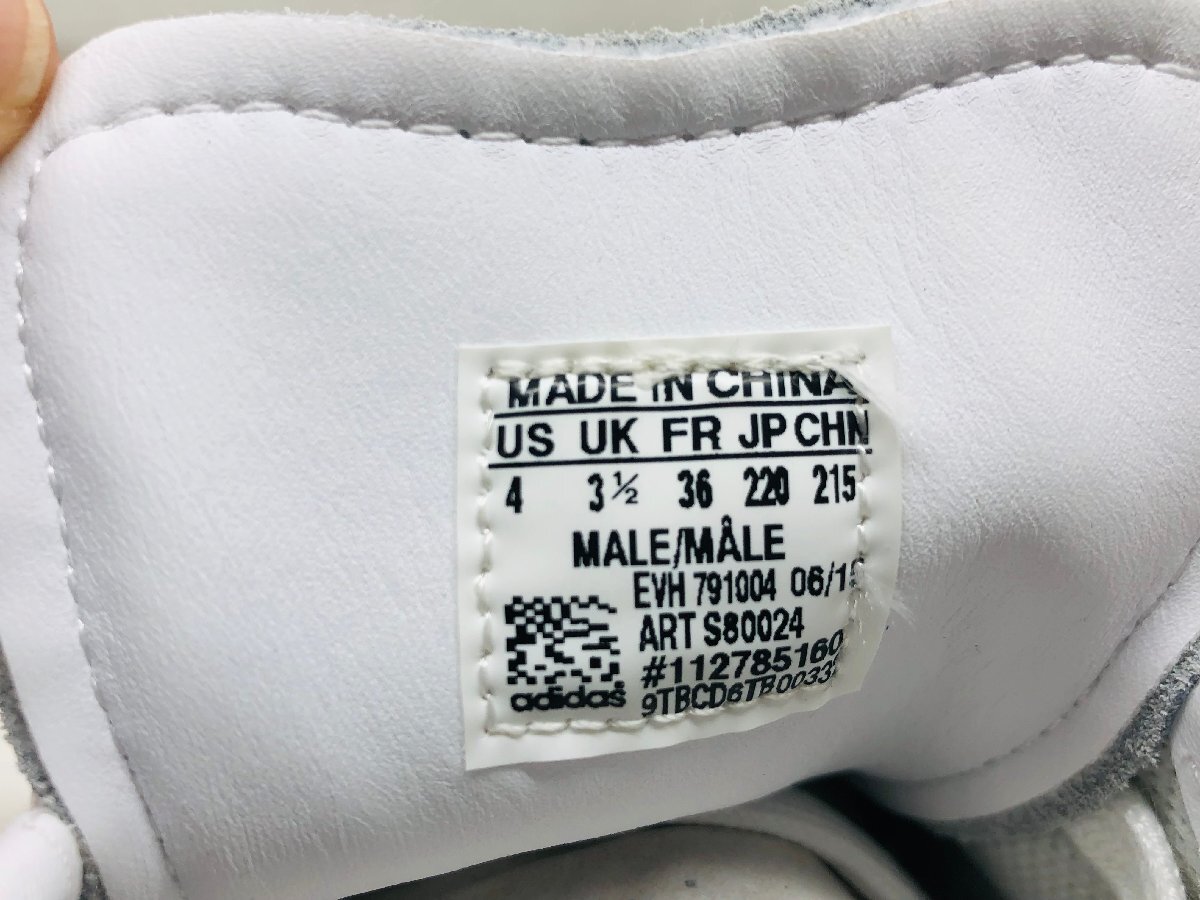 MADE IN CHINA
US UK FR JP CHN
4 3½ 36 220 215
MALE/MÂLE
EVH 791004
ART S80024
#112785160
adidas